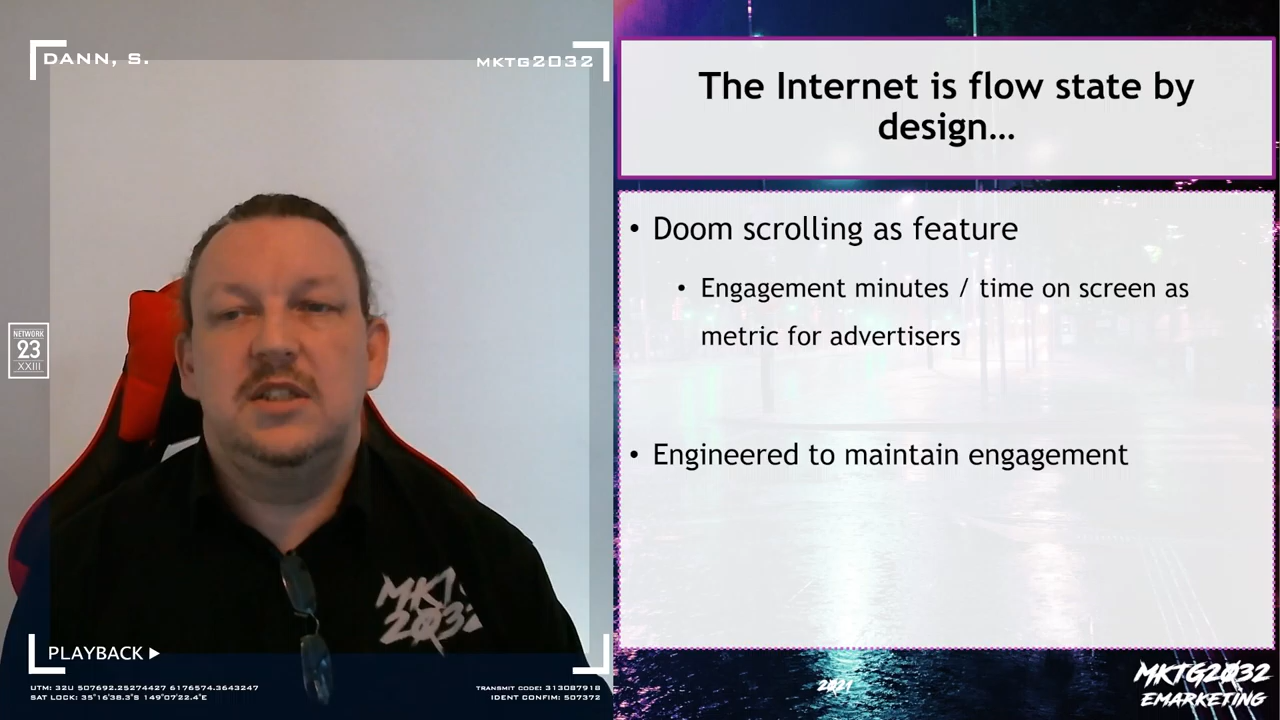 DANN, S.
MKTG2032
NETWORK
23
XXIII
MKTG
2032
PLAYBACK
UTM: 32U 507692.25274427 6176574.3643247
SAT LOCK: 35°16'38.3"S 149°07'22.4"E
TRANSMIT CODE: 313087918
IDENT CONFIM: 507372
The Internet is flow state by
design...
• Doom scrolling as feature
• Engagement minutes / time on screen as
metric for advertisers
• Engineered to maintain engagement
2021
MKTG2032
EMARKETING